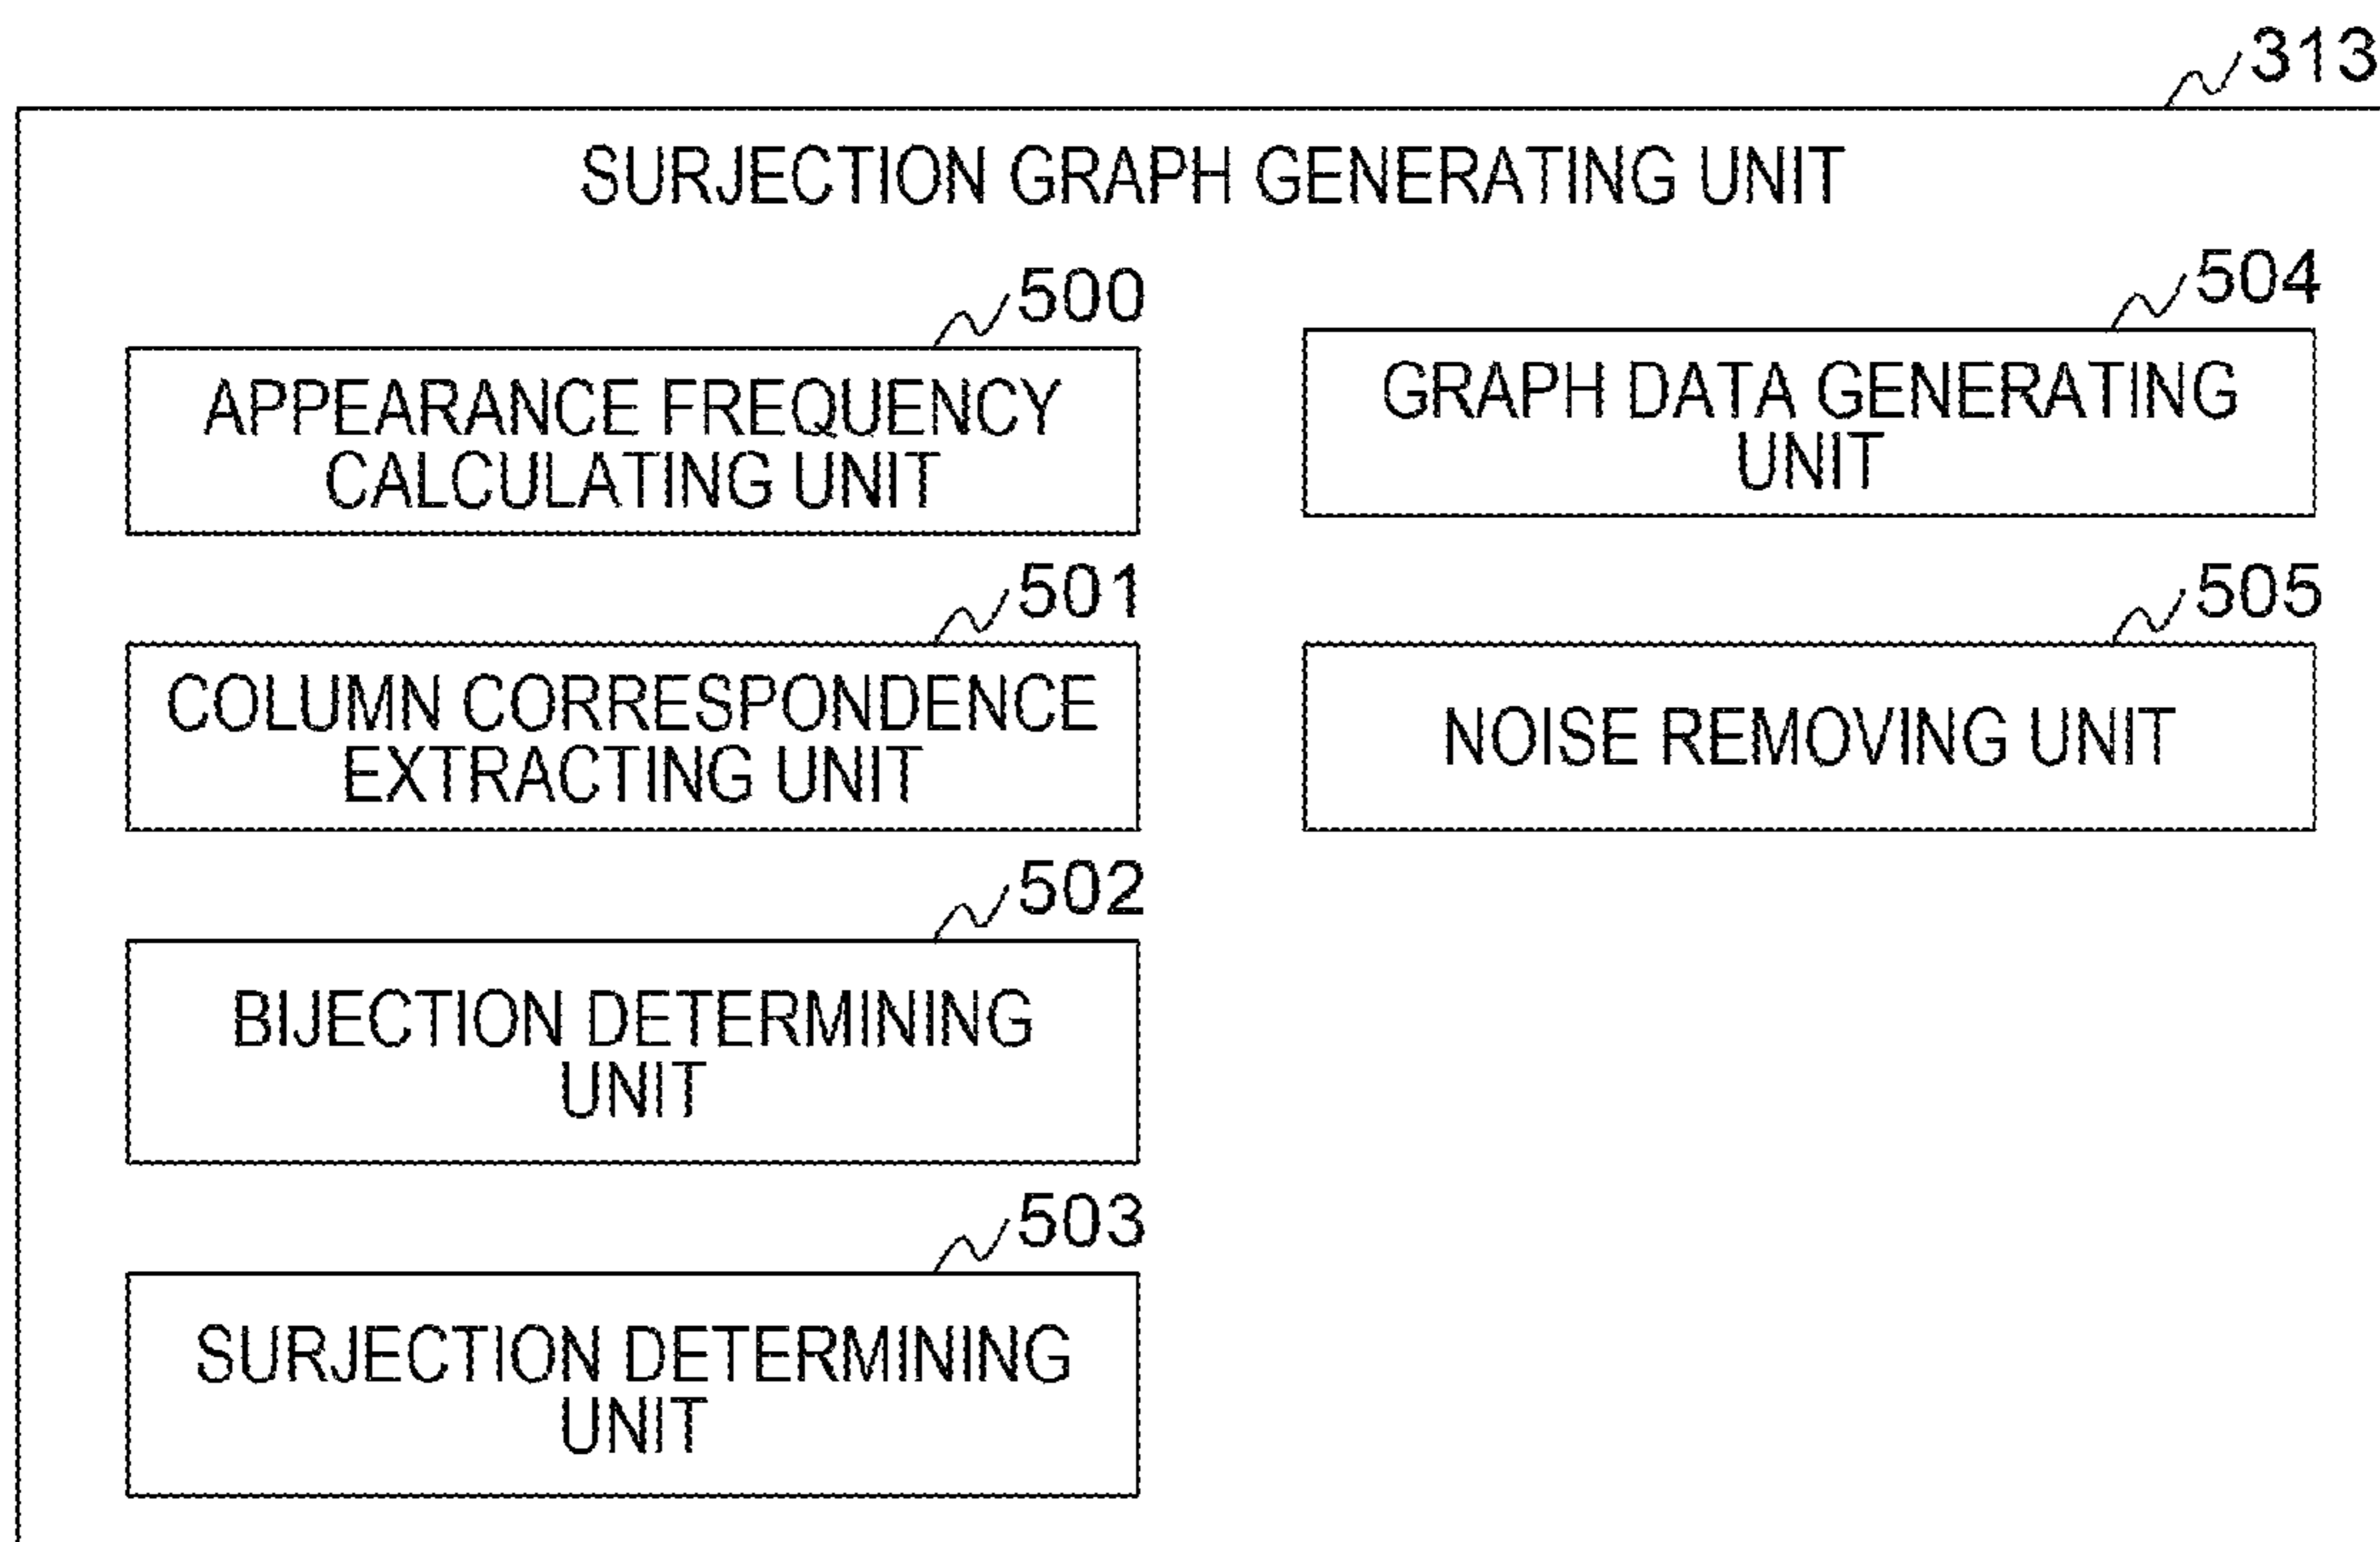 313
SURJECTION GRAPH GENERATING UNIT
500
APPEARANCE FREQUENCY
CALCULATING UNIT
501
COLUMN CORRESPONDENCE
EXTRACTING UNIT
502
BIJECTION DETERMINING
UNIT
503
SURJECTION DETERMINING
UNIT
504
GRAPH DATA GENERATING
UNIT
505
NOISE REMOVING UNIT